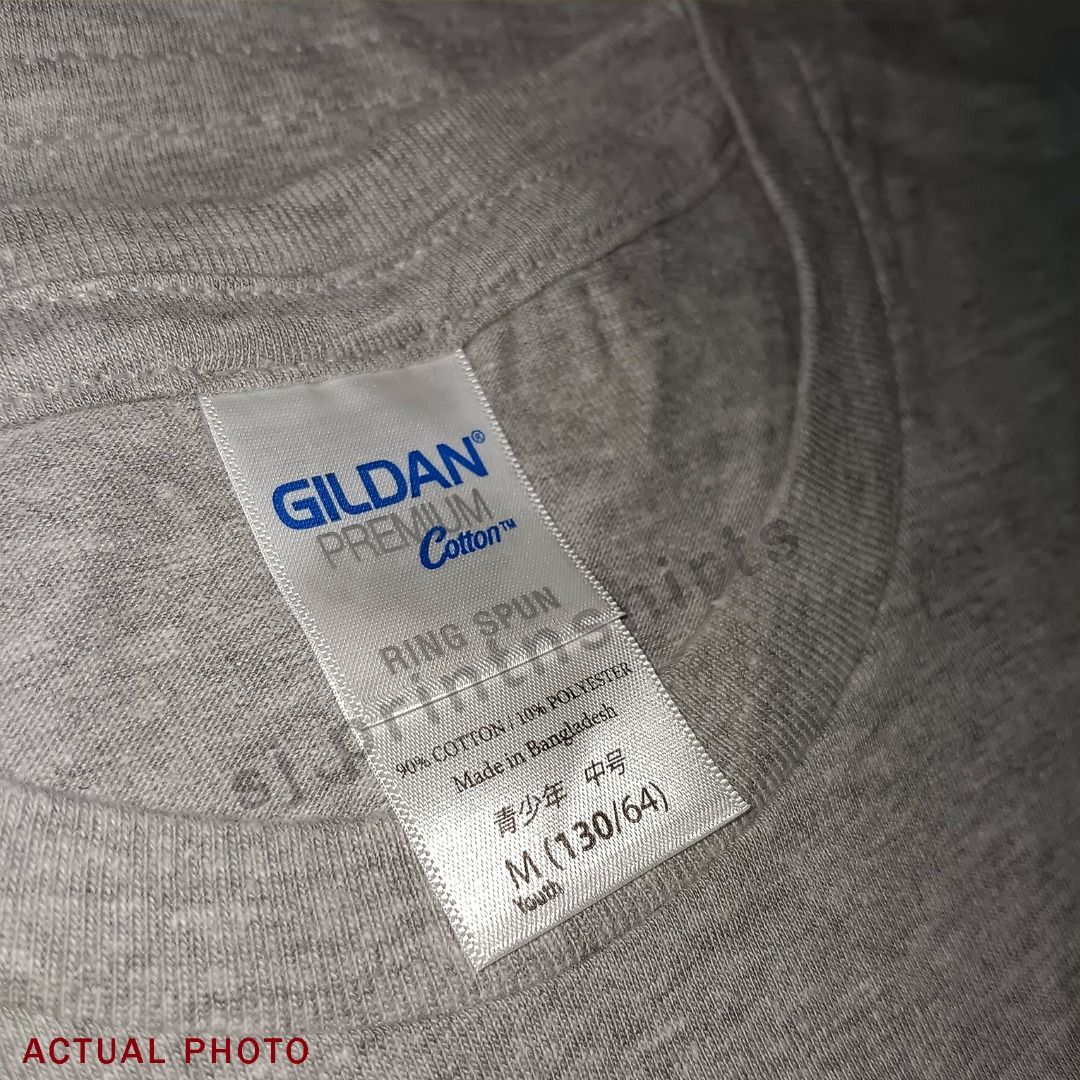 GILDAN®
PREMIUM
Cotton™
RING SPUN
90% COTTON / 10% POLYESTER
Made in Bangladesh
青少年 中号
M (130/64)
Youth
ACTUAL PHOTO